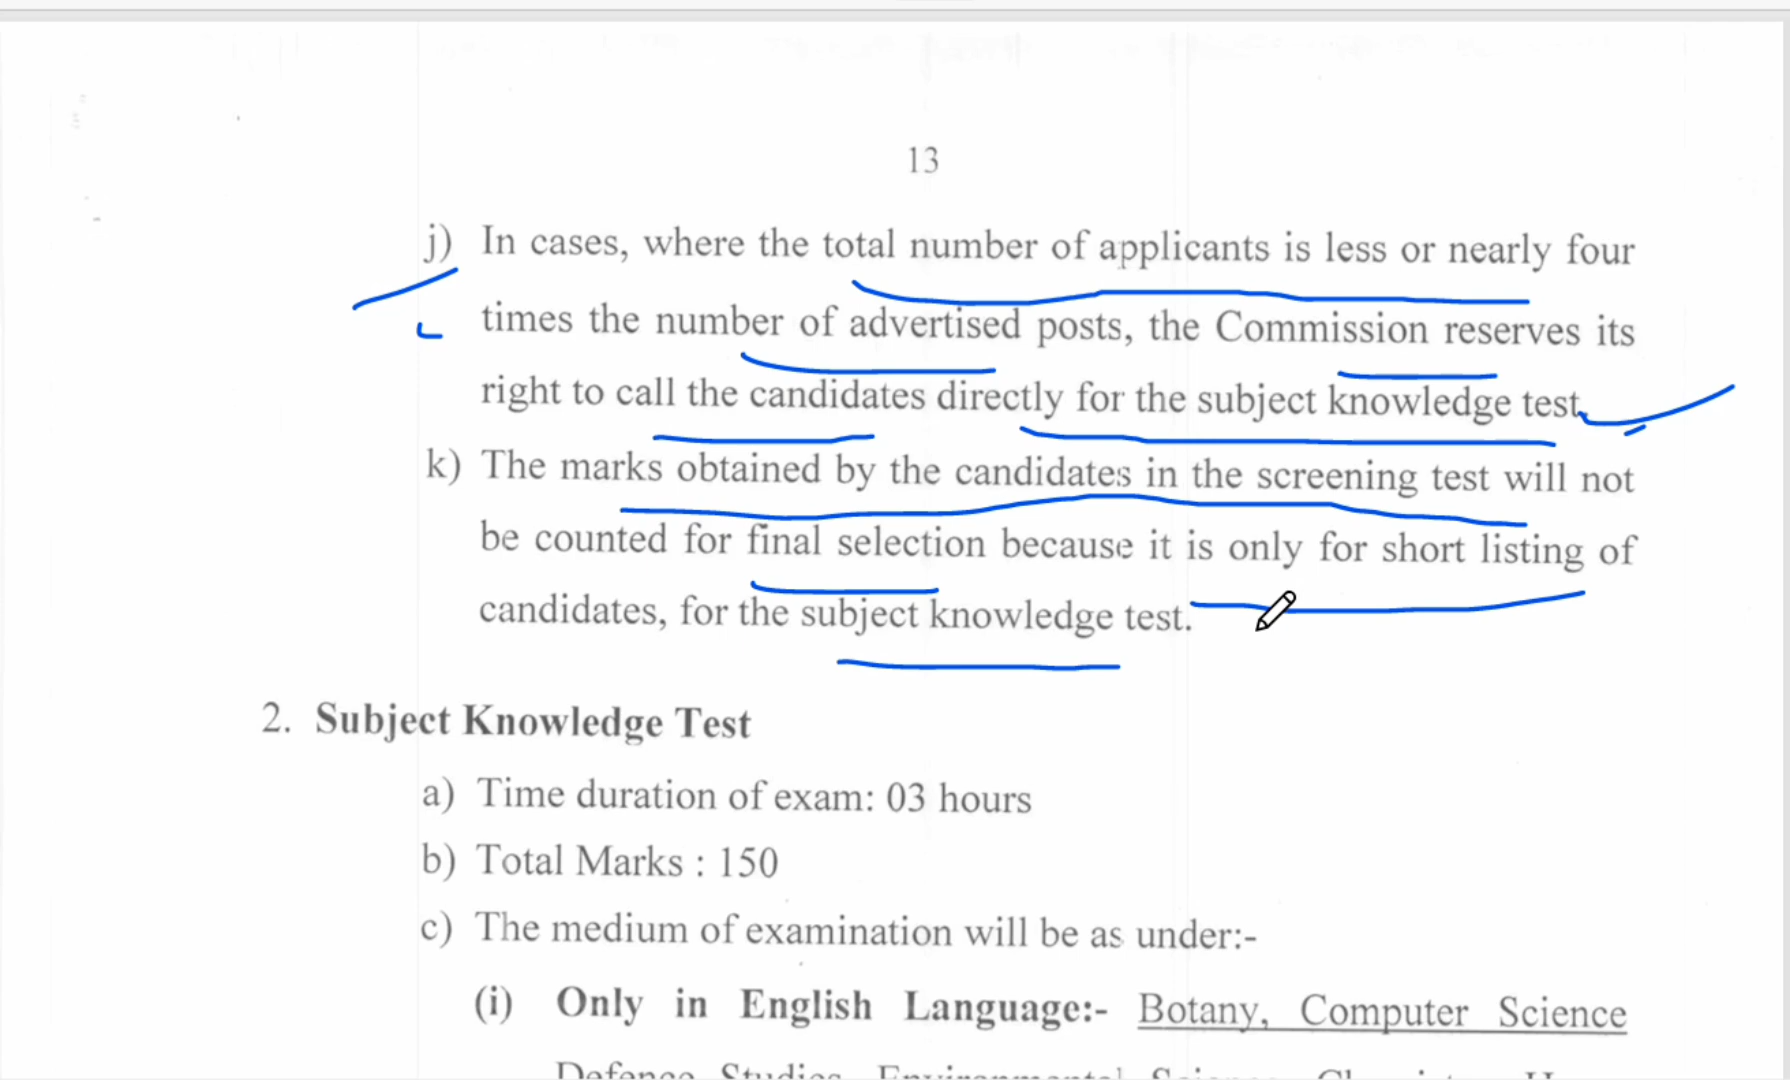 13
j) In cases, where the total number of applicants is less or nearly four
times the number of advertised posts, the Commission reserves its
right to call the candidates directly for the subject knowledge test.
k) The marks obtained by the candidates in the screening test will not
be counted for final selection because it is only for short listing of
candidates, for the subject knowledge test.
2. Subject Knowledge Test
a) Time duration of exam: 03 hours
b) Total Marks : 150
c) The medium of examination will be as under:-
(i) Only in English Language:- Botany, Computer Science
Defence Studies, Environmental Science